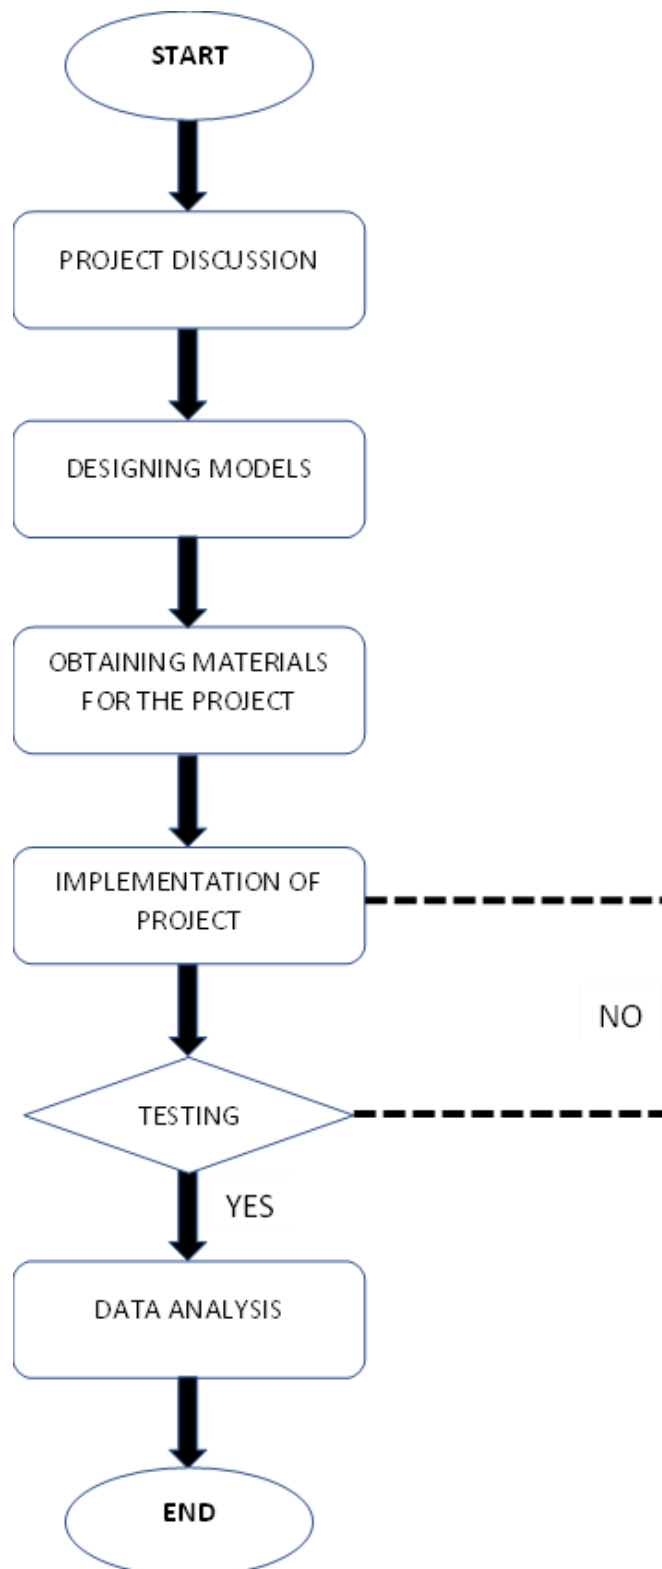 START
PROJECT DISCUSSION
DESIGNING MODELS
OBTAINING MATERIALS
FOR THE PROJECT
IMPLEMENTATION OF
PROJECT
NO
TESTING
YES
DATA ANALYSIS
END